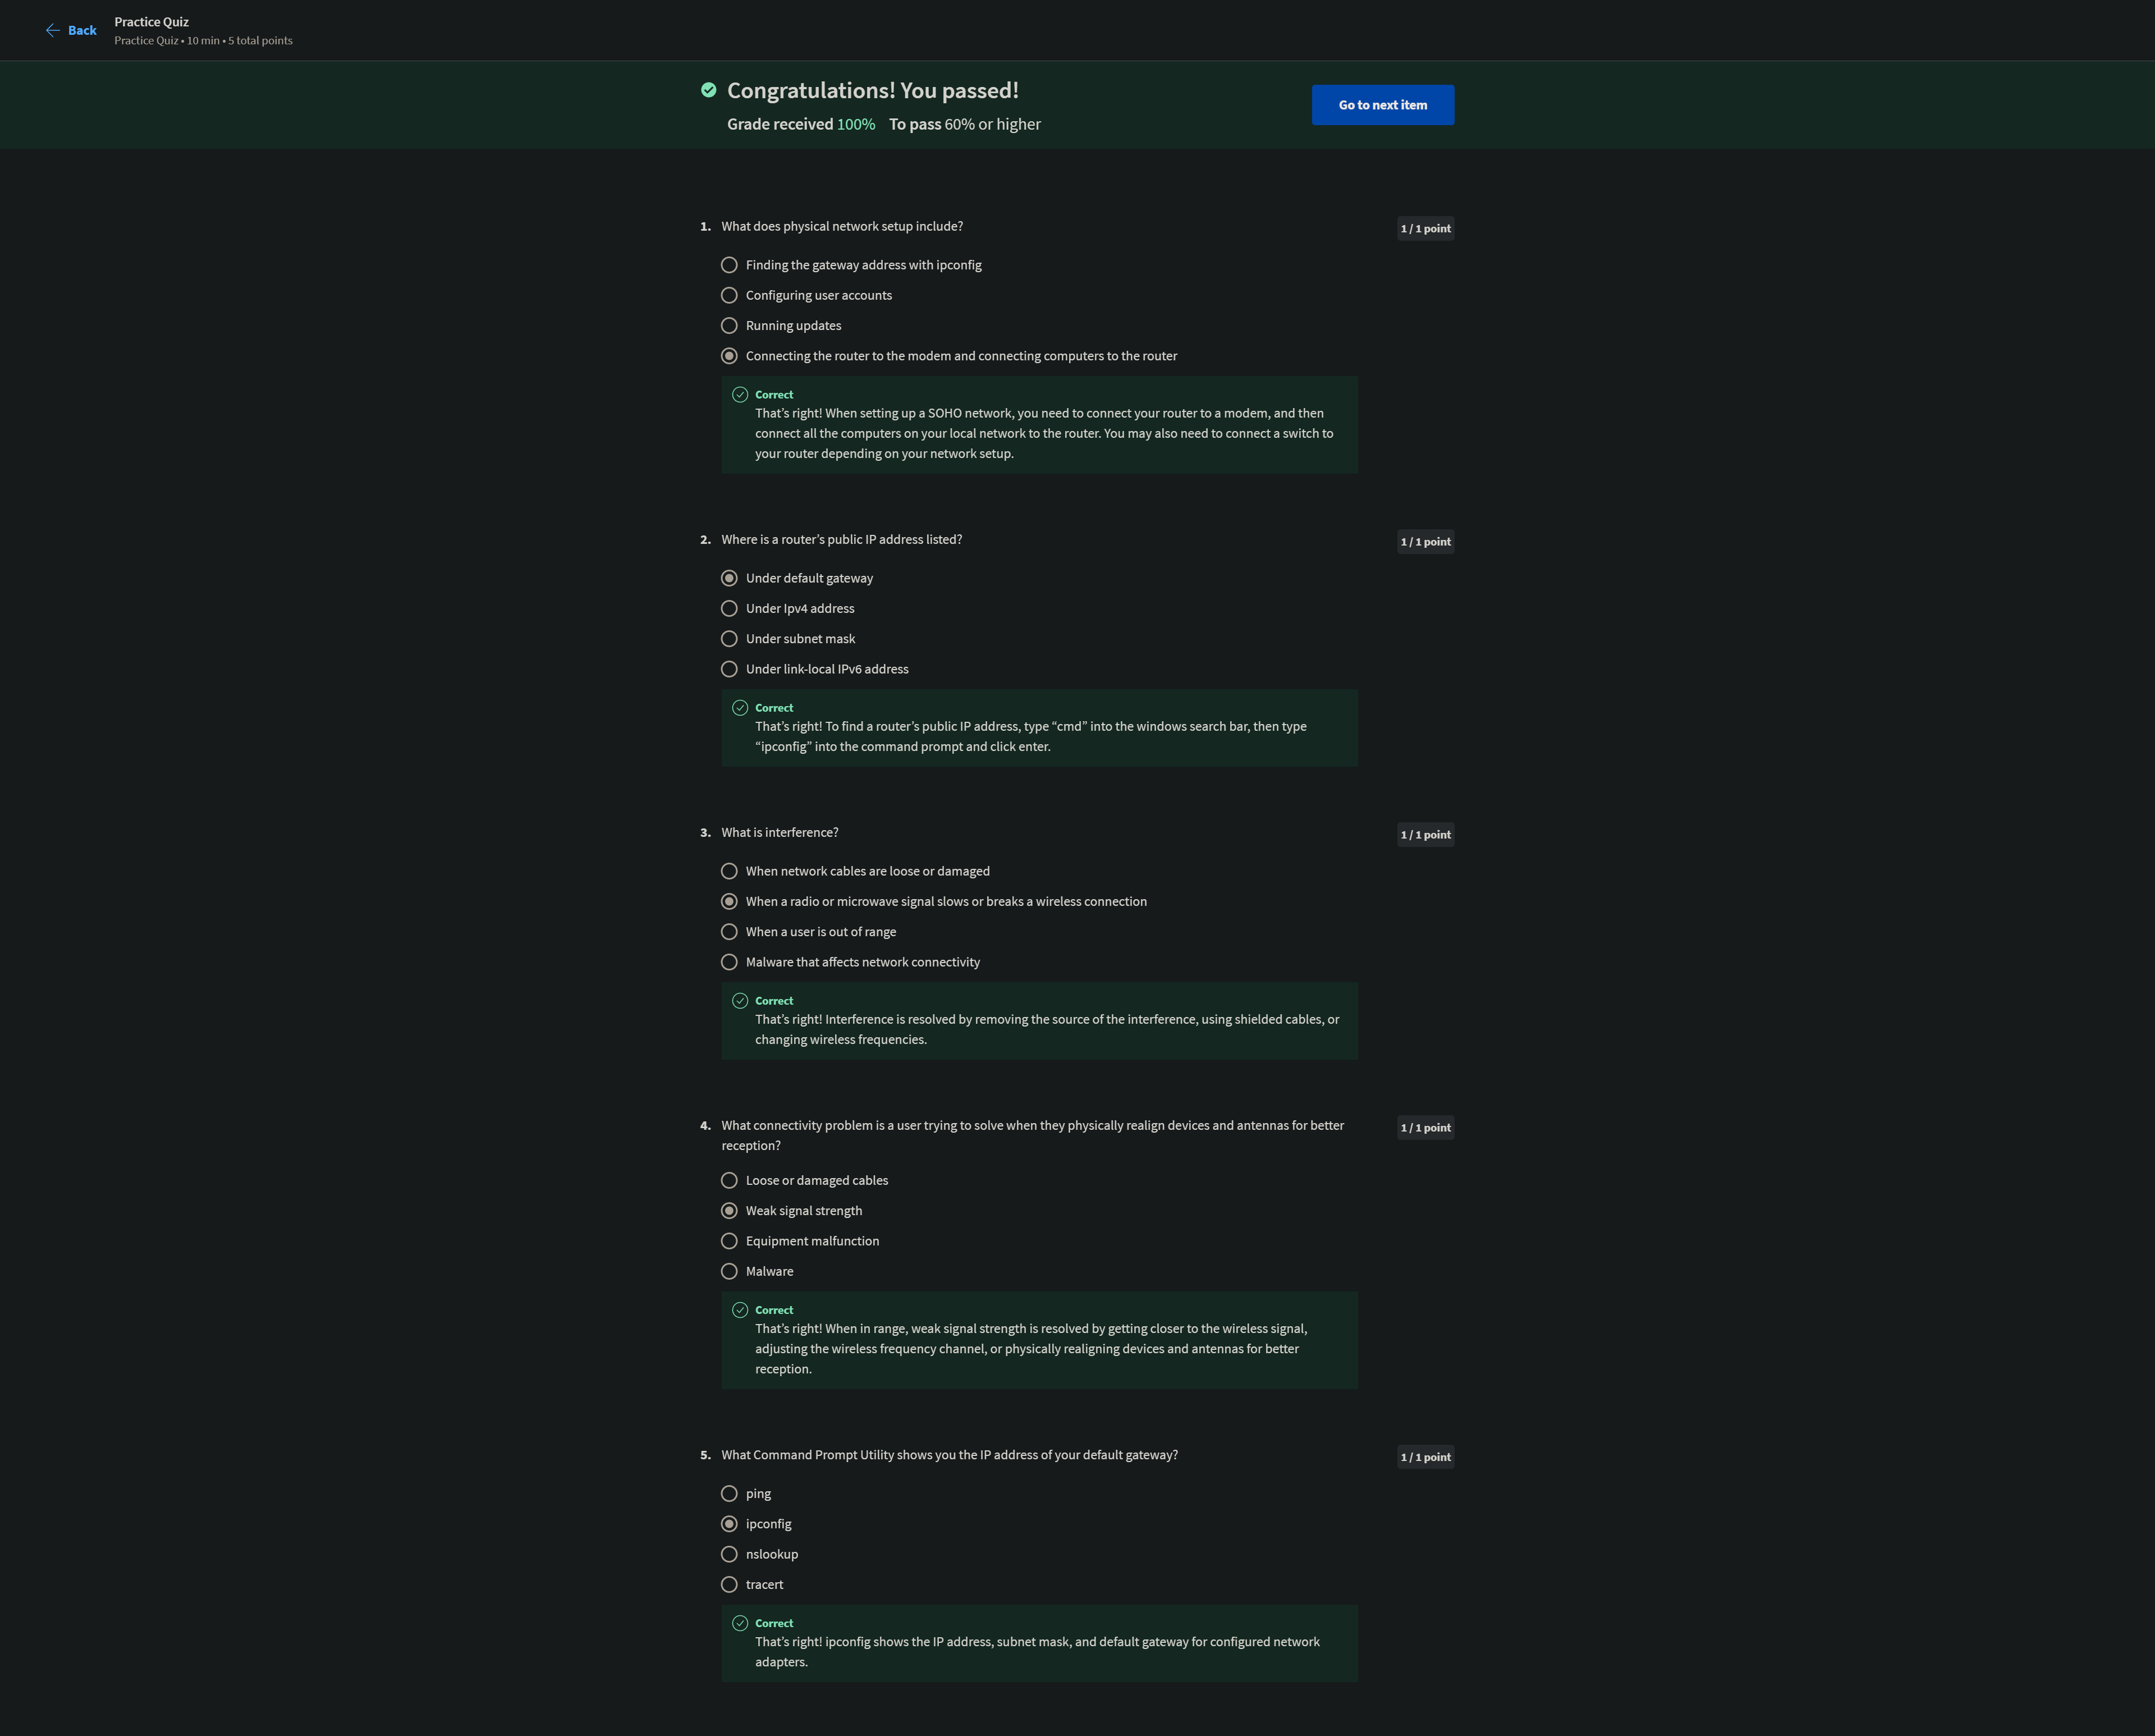 Back
Practice Quiz
Practice Quiz • 10 min • 5 total points
Congratulations! You passed!
Grade received 100% To pass 60% or higher
Go to next item
1. What does physical network setup include?
1 / 1 point
Finding the gateway address with ipconfig
Configuring user accounts
Running updates
Connecting the router to the modem and connecting computers to the router
Correct
That’s right! When setting up a SOHO network, you need to connect your router to a modem, and then
connect all the computers on your local network to the router. You may also need to connect a switch to
your router depending on your network setup.
2. Where is a router’s public IP address listed?
1 / 1 point
Under default gateway
Under Ipv4 address
Under subnet mask
Under link-local IPv6 address
Correct
That’s right! To find a router’s public IP address, type “cmd” into the windows search bar, then type
“ipconfig” into the command prompt and click enter.
3. What is interference?
1 / 1 point
When network cables are loose or damaged
When a radio or microwave signal slows or breaks a wireless connection
When a user is out of range
Malware that affects network connectivity
Correct
That’s right! Interference is resolved by removing the source of the interference, using shielded cables, or
changing wireless frequencies.
4. What connectivity problem is a user trying to solve when they physically realign devices and antennas for better
reception?
1 / 1 point
Loose or damaged cables
Weak signal strength
Equipment malfunction
Malware
Correct
That’s right! When in range, weak signal strength is resolved by getting closer to the wireless signal,
adjusting the wireless frequency channel, or physically realigning devices and antennas for better
reception.
5. What Command Prompt Utility shows you the IP address of your default gateway?
1 / 1 point
ping
ipconfig
nslookup
tracert
Correct
That’s right! ipconfig shows the IP address, subnet mask, and default gateway for configured network
adapters.